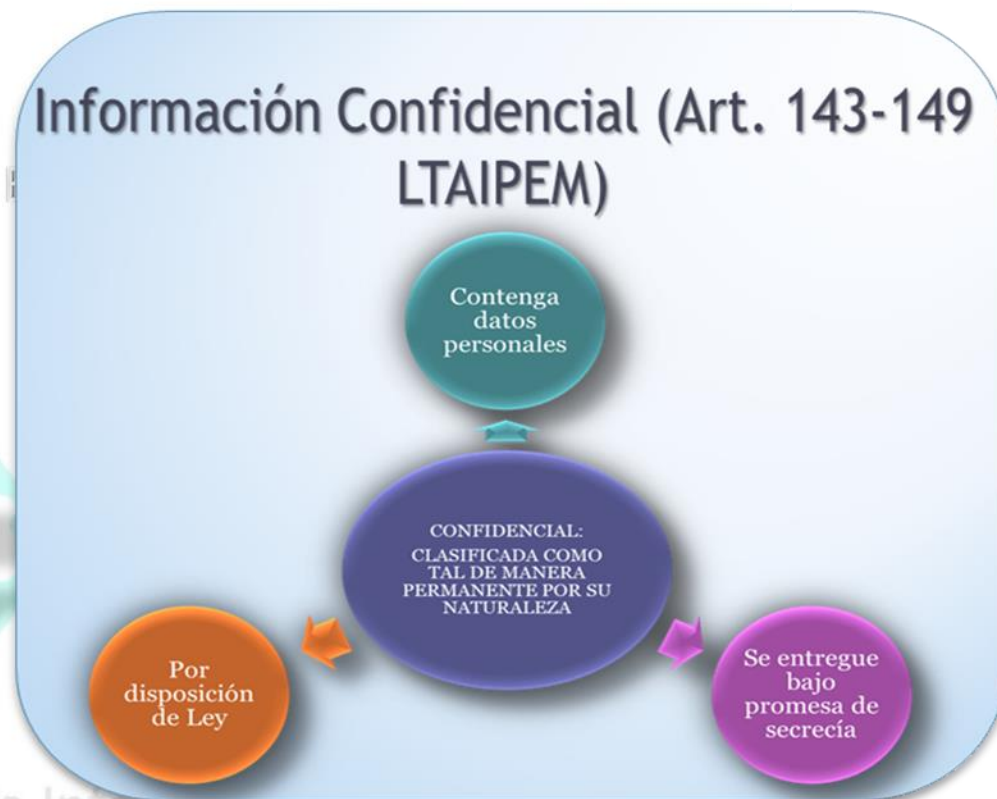 Información Confidencial (Art. 143-149
LTAIPEM)
Contenga
datos
personales
CONFIDENCIAL:
CLASIFICADA COMO
TAL DE MANERA
PERMANENTE POR SU
NATURALEZA
Por
disposición
de Ley
Se entregue
bajo
promesa de
secrecía